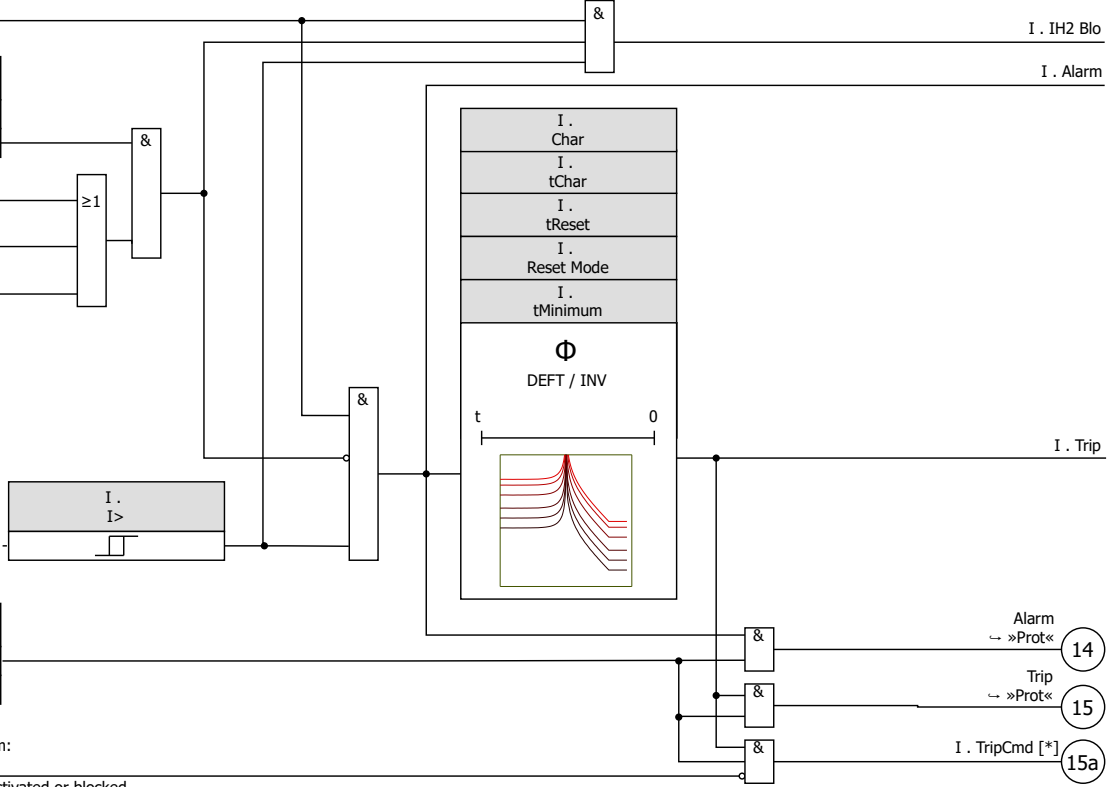 &
I . IH2 Blo
I . Alarm
I .
Char
&
I .
tChar
≥1
I .
tReset
I .
Reset Mode
I .
tMinimum
Φ
DEFT / INV
&
t 0
I . Trip
I .
I>
Alarm
↪ »Prot«
14
&
Trip
↪ »Prot«
15
&
I . TripCmd [*]
15a
&